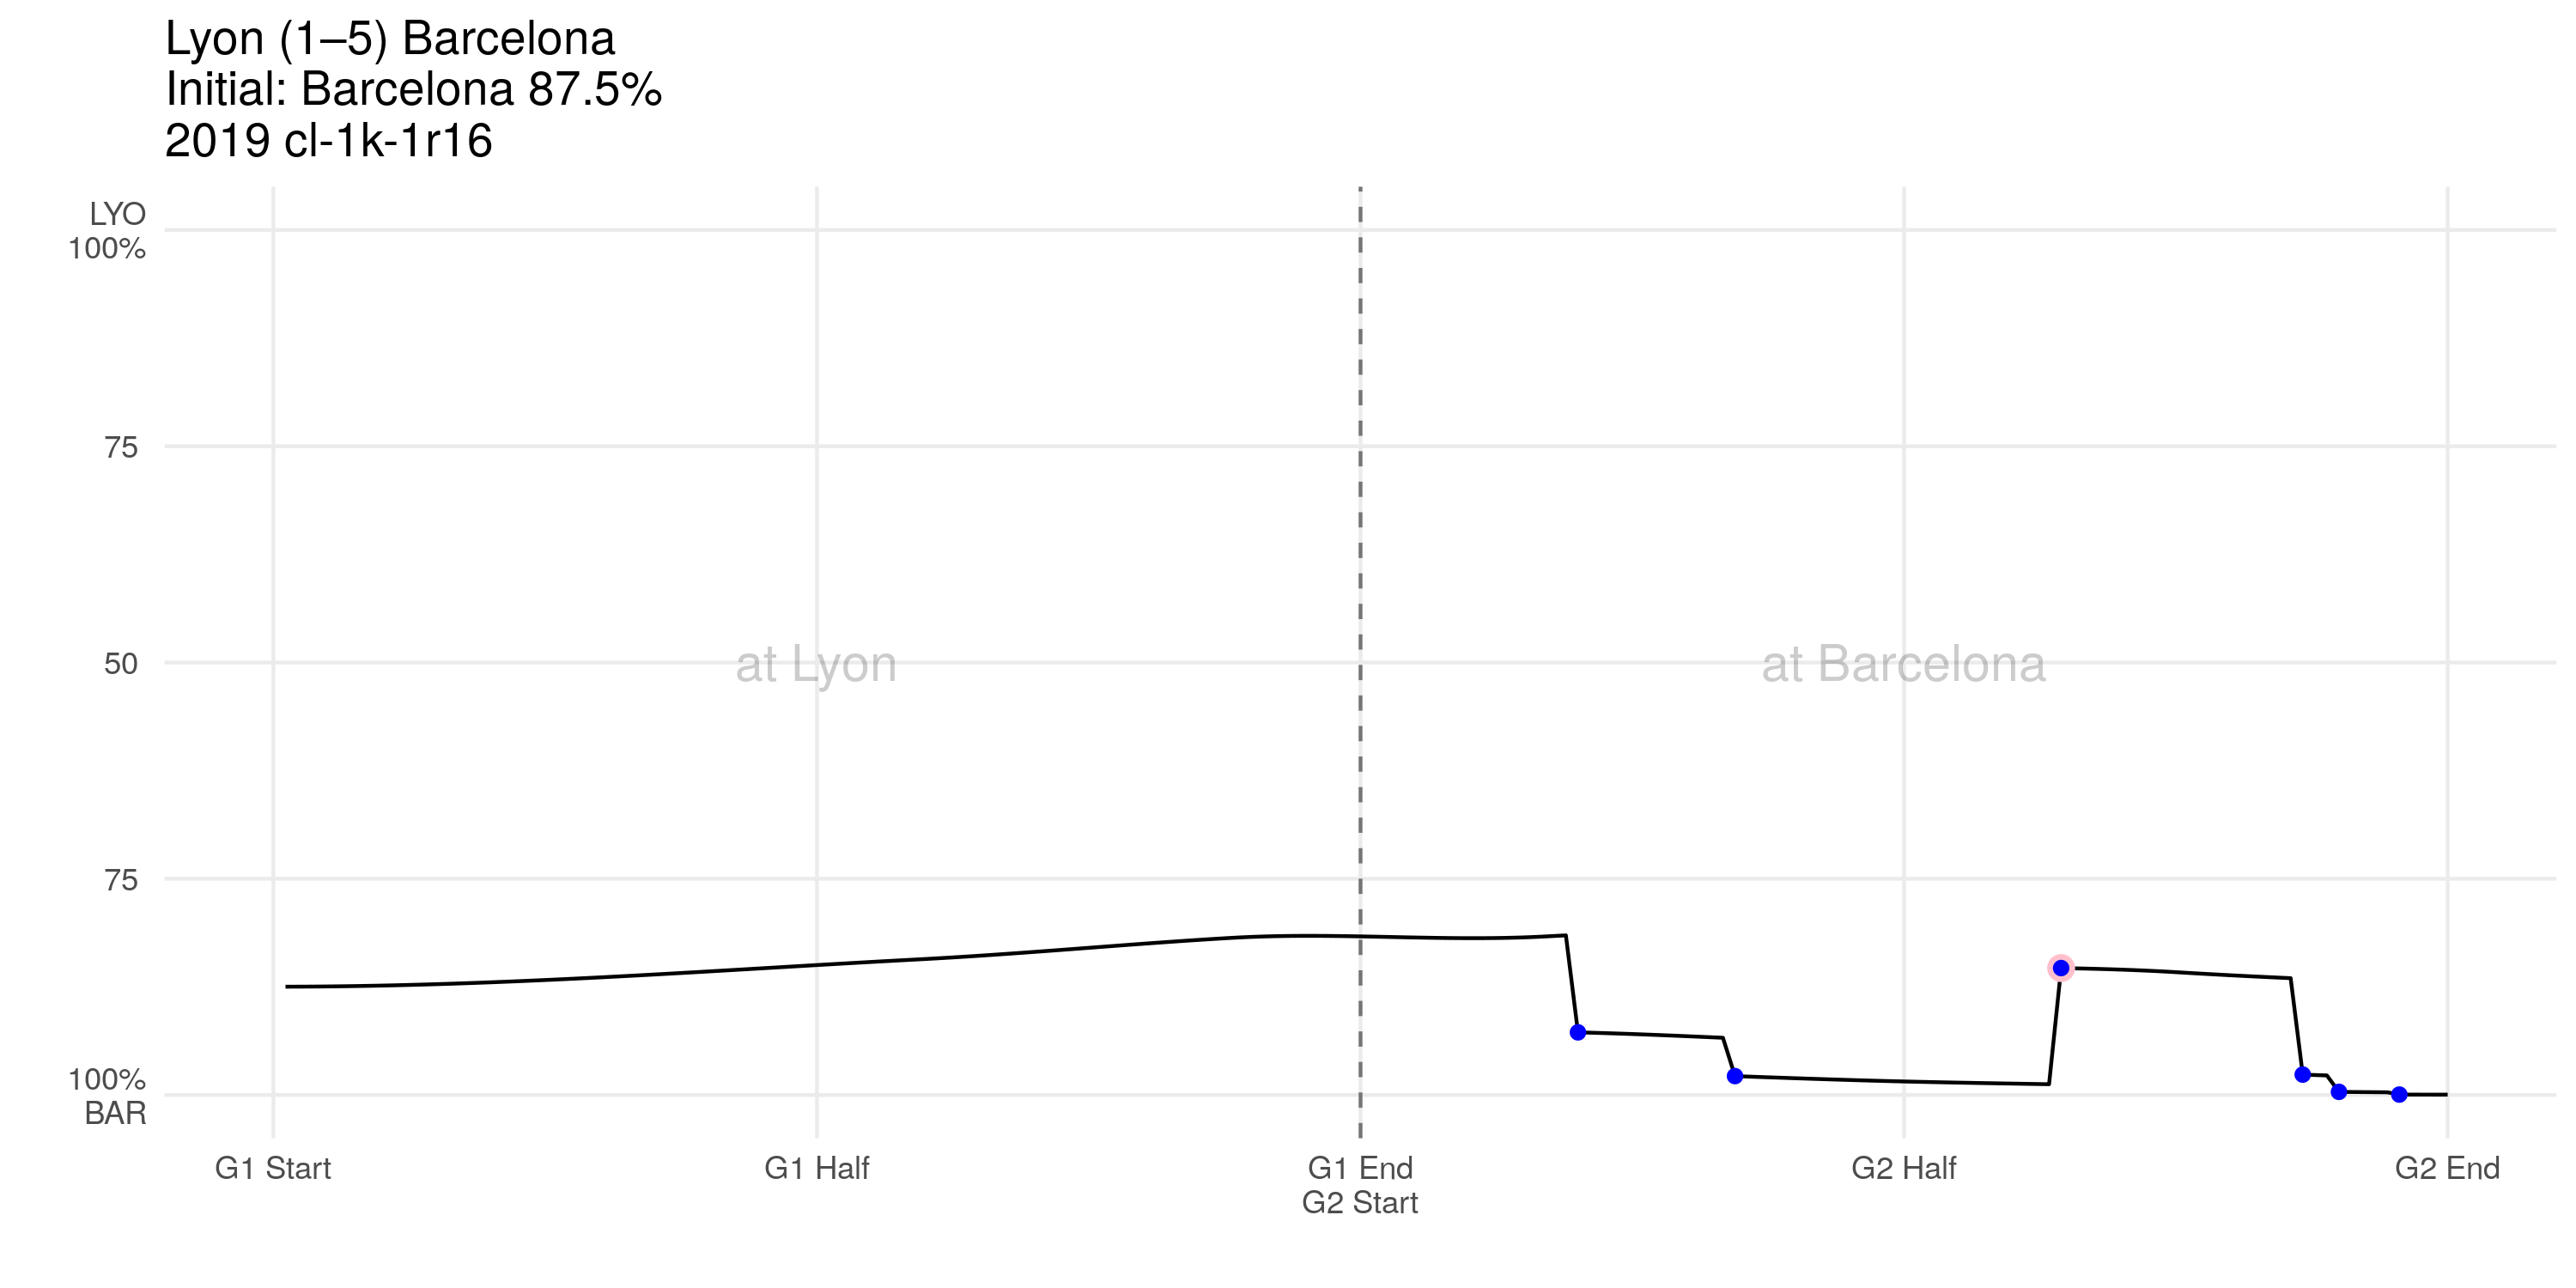 Lyon (1–5) Barcelona
Initial: Barcelona 87.5%
2019 cl-1k-1r16
LYO
100%
75
50
75
100%
BAR
at Lyon
at Barcelona
G1 Start
G1 Half
G1 End
G2 Start
G2 Half
G2 End